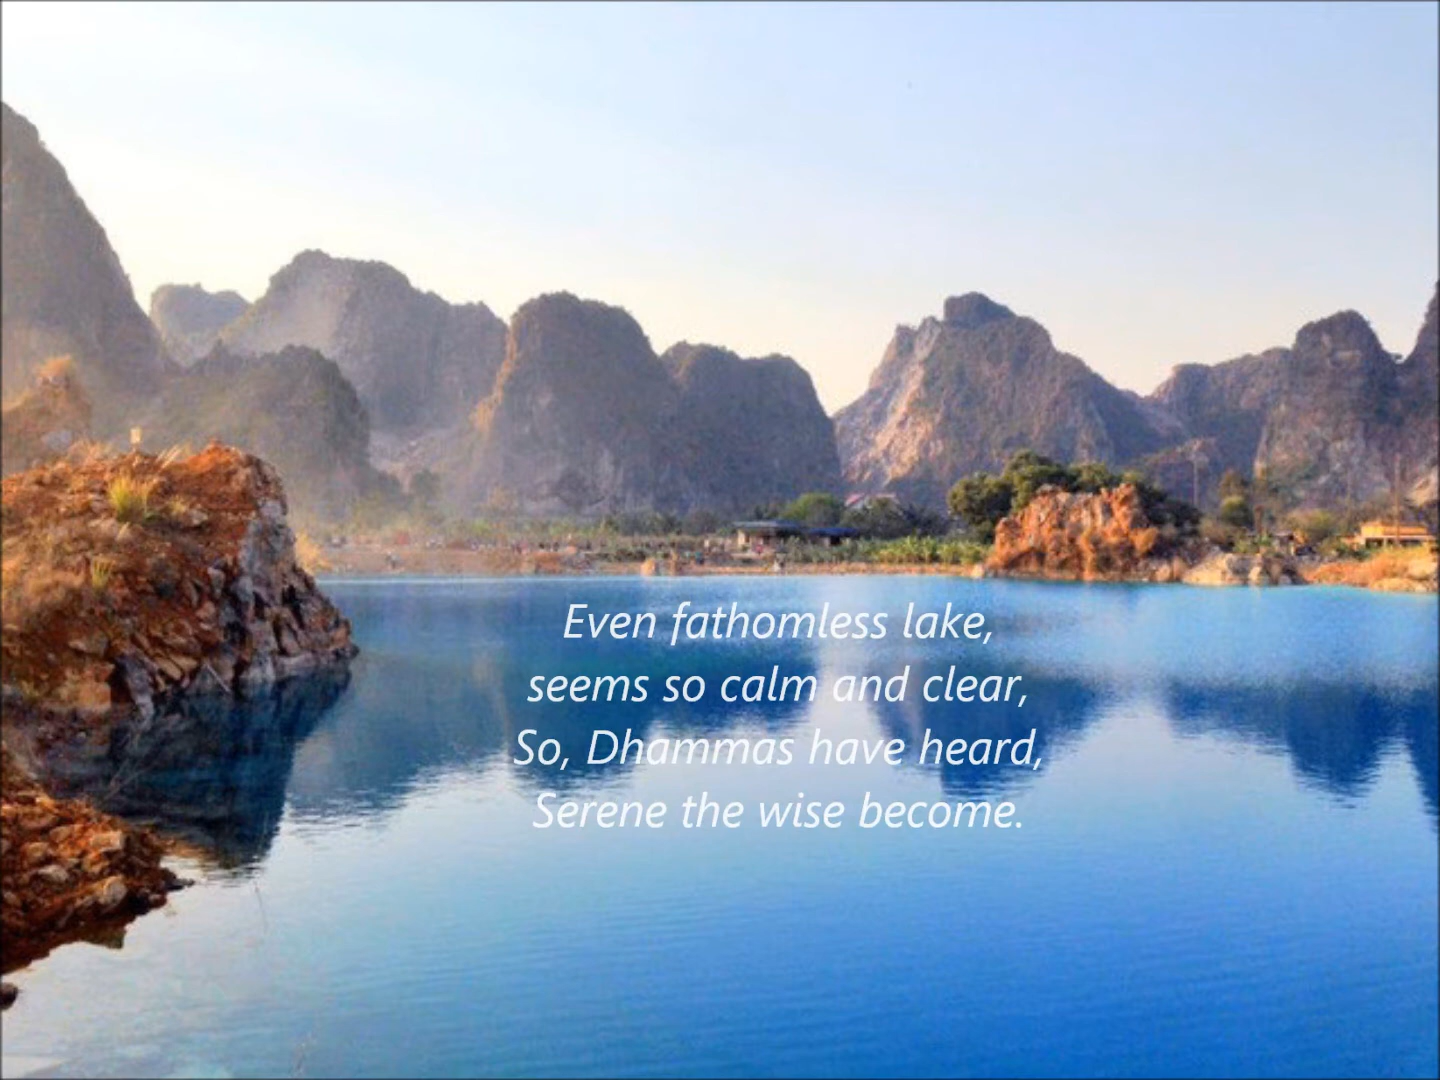 Even fathomless lake,
seems so calm and clear,
So, Dhammas have heard,
Serene the wise become.